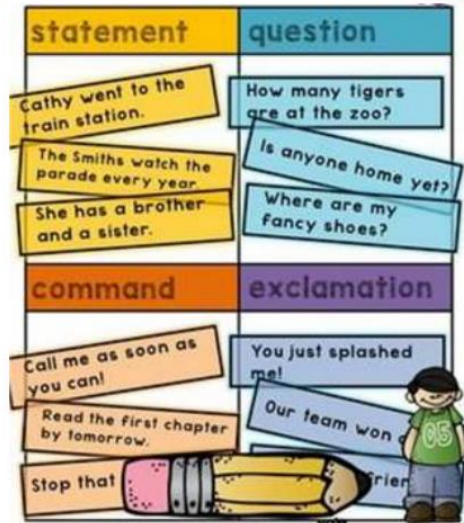 statement
question
Cathy went to the
train station.
The Smiths watch the
parade every year.
She has a brother
and a sister.
How many tigers
are at the zoo?
Is anyone home yet?
Where are my
fancy shoes?
command
exclamation
Call me as soon as
you can!
Read the first chapter
by tomorrow.
Stop that
You just splashed
me!
Our team won
05